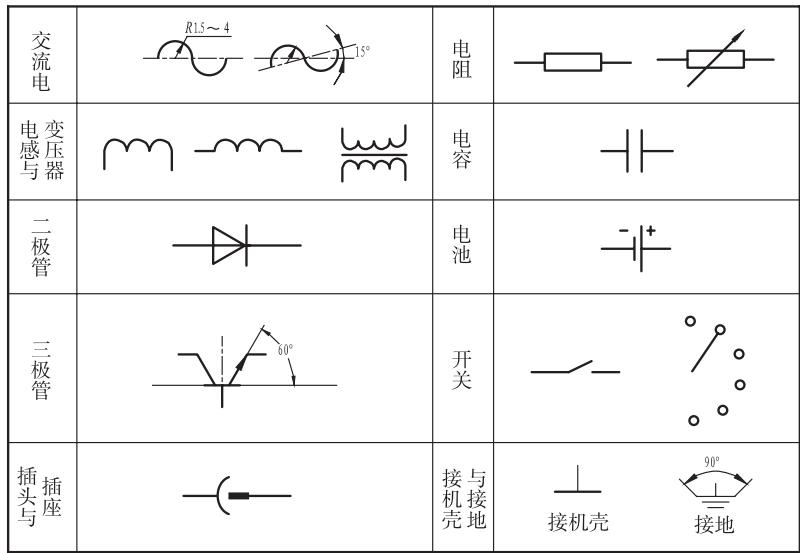 交流电
R1.5～4
15°
电阻
电感与
变压器
电容
二极管
电池
- +
三极管
60°
开关
插头与
插座
接机壳
与接地
接机壳
90°
接地